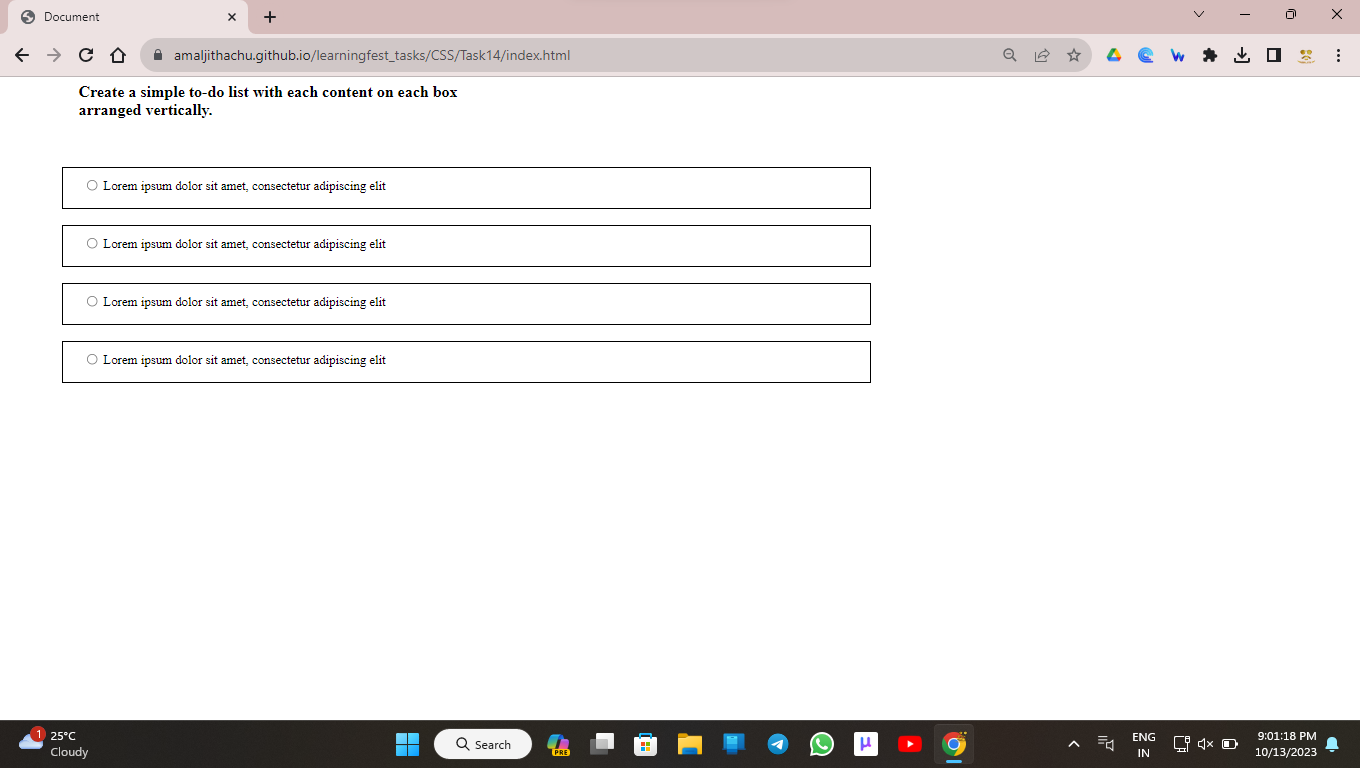 Document
amaljithachu.github.io/learningfest_tasks/CSS/Task14/index.html
Create a simple to-do list with each content on each box
arranged vertically.
Lorem ipsum dolor sit amet, consectetur adipiscing elit
Lorem ipsum dolor sit amet, consectetur adipiscing elit
Lorem ipsum dolor sit amet, consectetur adipiscing elit
Lorem ipsum dolor sit amet, consectetur adipiscing elit
1
25°C
Cloudy
Search
PRE
µ
ENG
IN
9:01:18 PM
10/13/2023